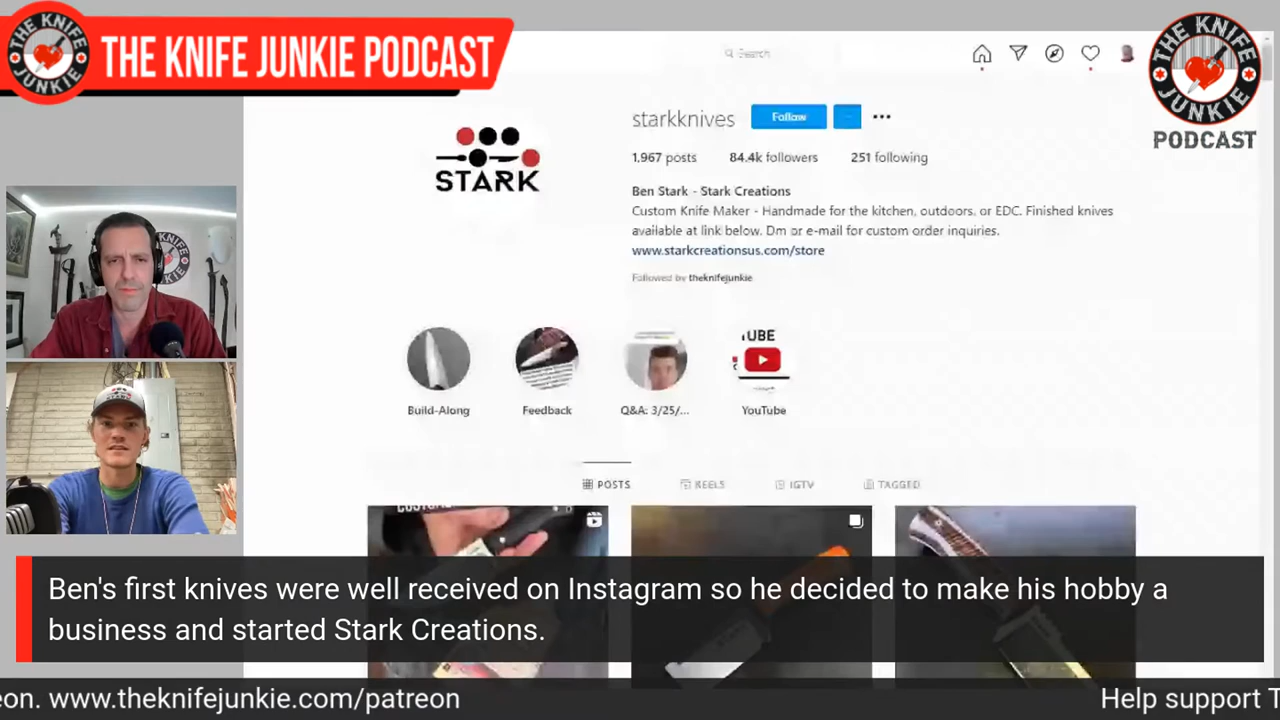 THE KNIFE JUNKIE
THE KNIFE JUNKIE PODCAST
Search
THE KNIFE
JUNKIE
PODCAST
starkknives
Follow
STARK
1,967 posts 84.4k followers 251 following
Ben Stark - Stark Creations
Custom Knife Maker - Handmade for the kitchen, outdoors, or EDC. Finished knives
available at link below. Dm or e-mail for custom order inquiries.
www.starkcreationsus.com/store
Followed by theknifejunkie
UBE
Build-Along Feedback Q&A: 3/25/... YouTube
POSTS REELS IGTV TAGGED
Ben's first knives were well received on Instagram so he decided to make his hobby a
business and started Stark Creations.
eon. www.theknifejunkie.com/patreon Help support T